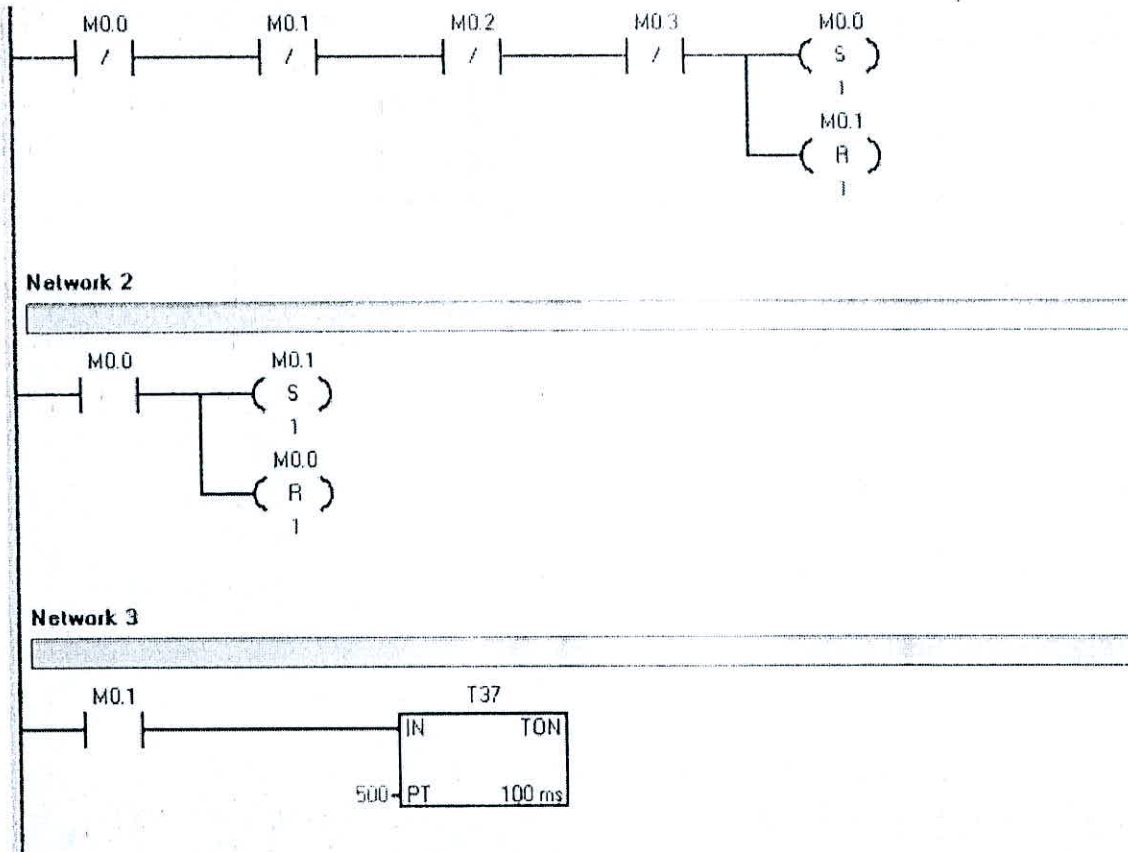 M0.0 M0.1 M0.2 M0.3 M0.0
/ / / / S
1
M0.1
R
1
Network 2
M0.0 M0.1
S
1
M0.0
R
1
Network 3
M0.1 T37
IN TON
500 PT 100 ms